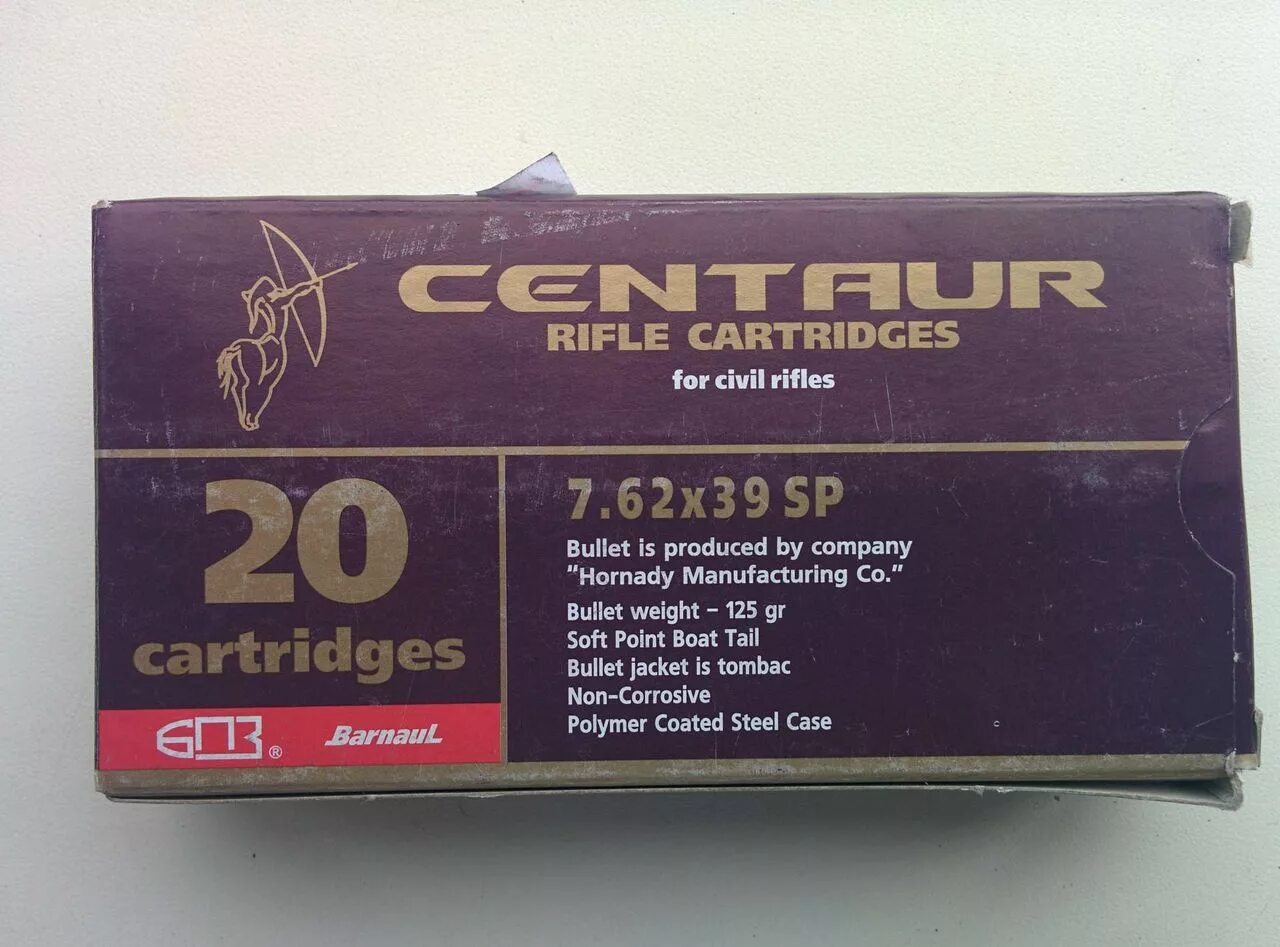 CENTAUR
RIFLE CARTRIDGES
for civil rifles
20
cartridges
БПЗ ®
BarnauL
7.62x39 SP
Bullet is produced by company
"Hornady Manufacturing Co."
Bullet weight – 125 gr
Soft Point Boat Tail
Bullet jacket is tombac
Non-Corrosive
Polymer Coated Steel Case